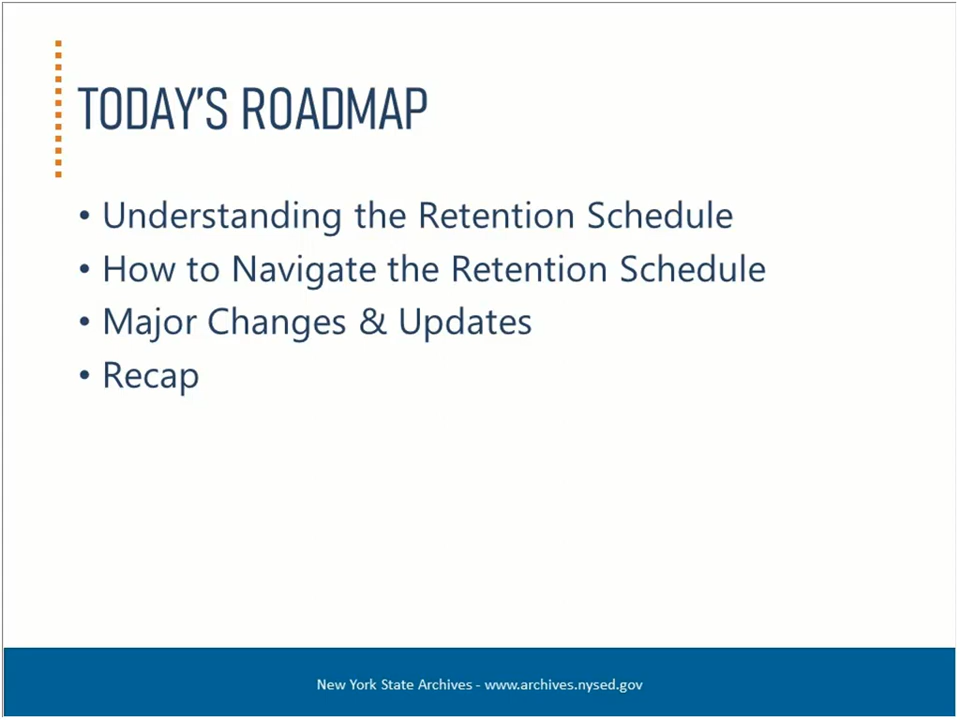 TODAY'S ROADMAP
• Understanding the Retention Schedule
• How to Navigate the Retention Schedule
• Major Changes & Updates
• Recap
New York State Archives - www.archives.nysed.gov